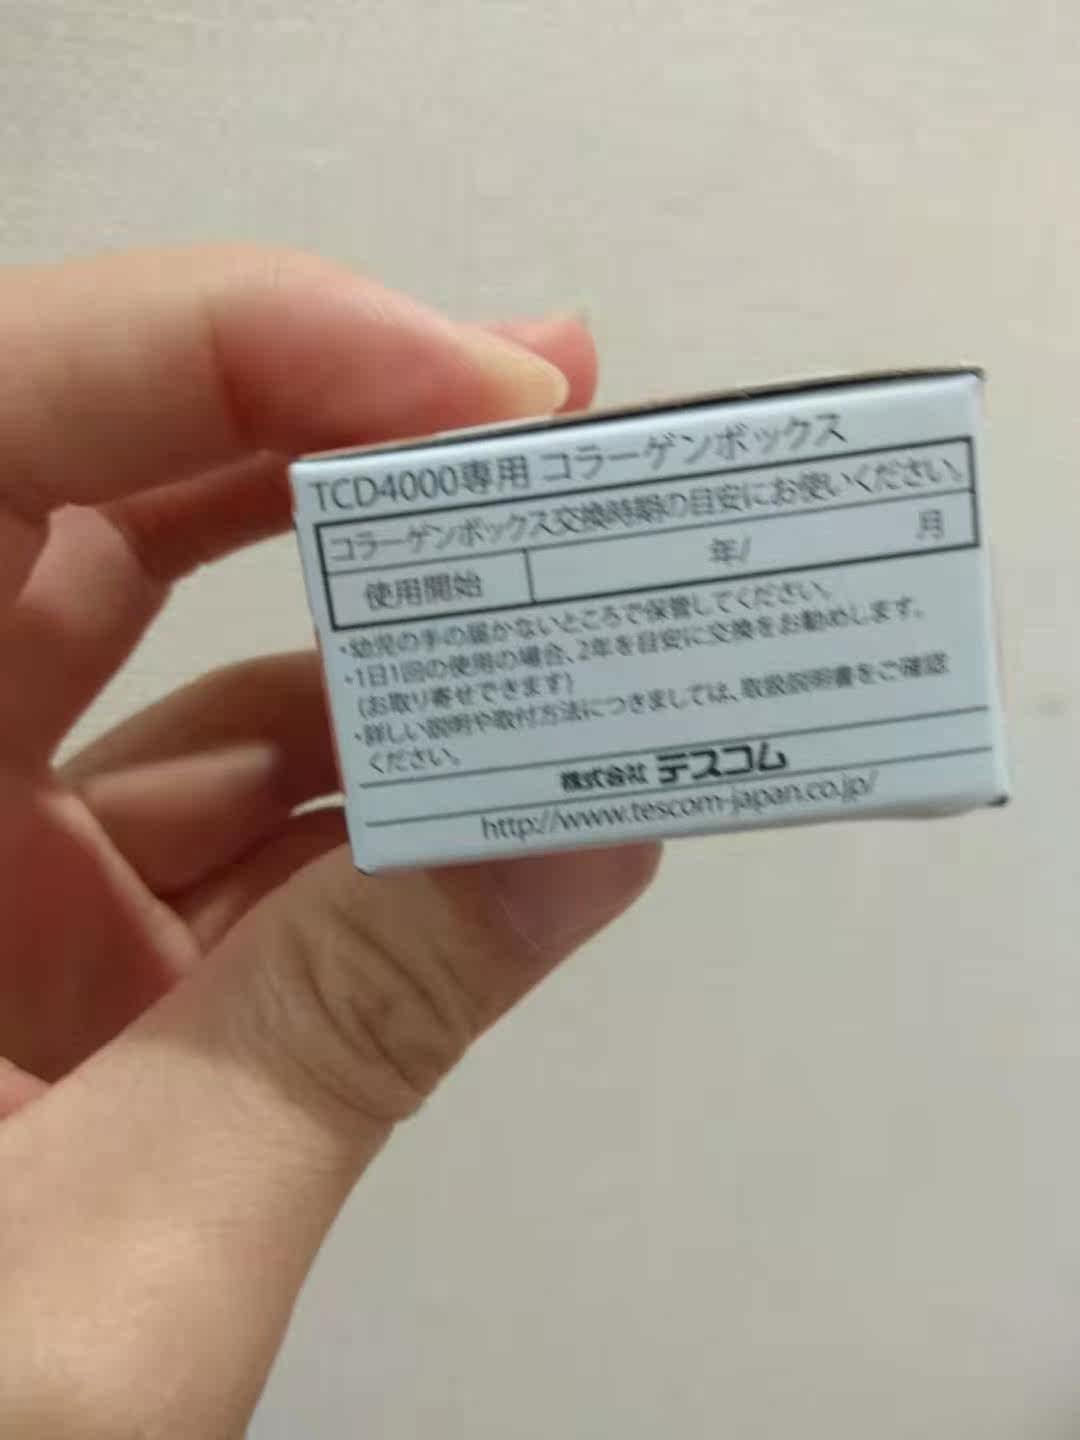 TCD4000専用 コラーゲンボックス
コラーゲンボックス交換時期の目安にお使いください。
使用開始 年/ 月
・幼児の手の届かないところで保管してください。
・1日1回の使用の場合、2年を目安に交換をお勧めします。
(お取り寄せできます)
・詳しい説明や取付方法につきましては、取扱説明書をご確認
ください。
株式会社 テスコム
http://www.tescom-japan.co.jp/